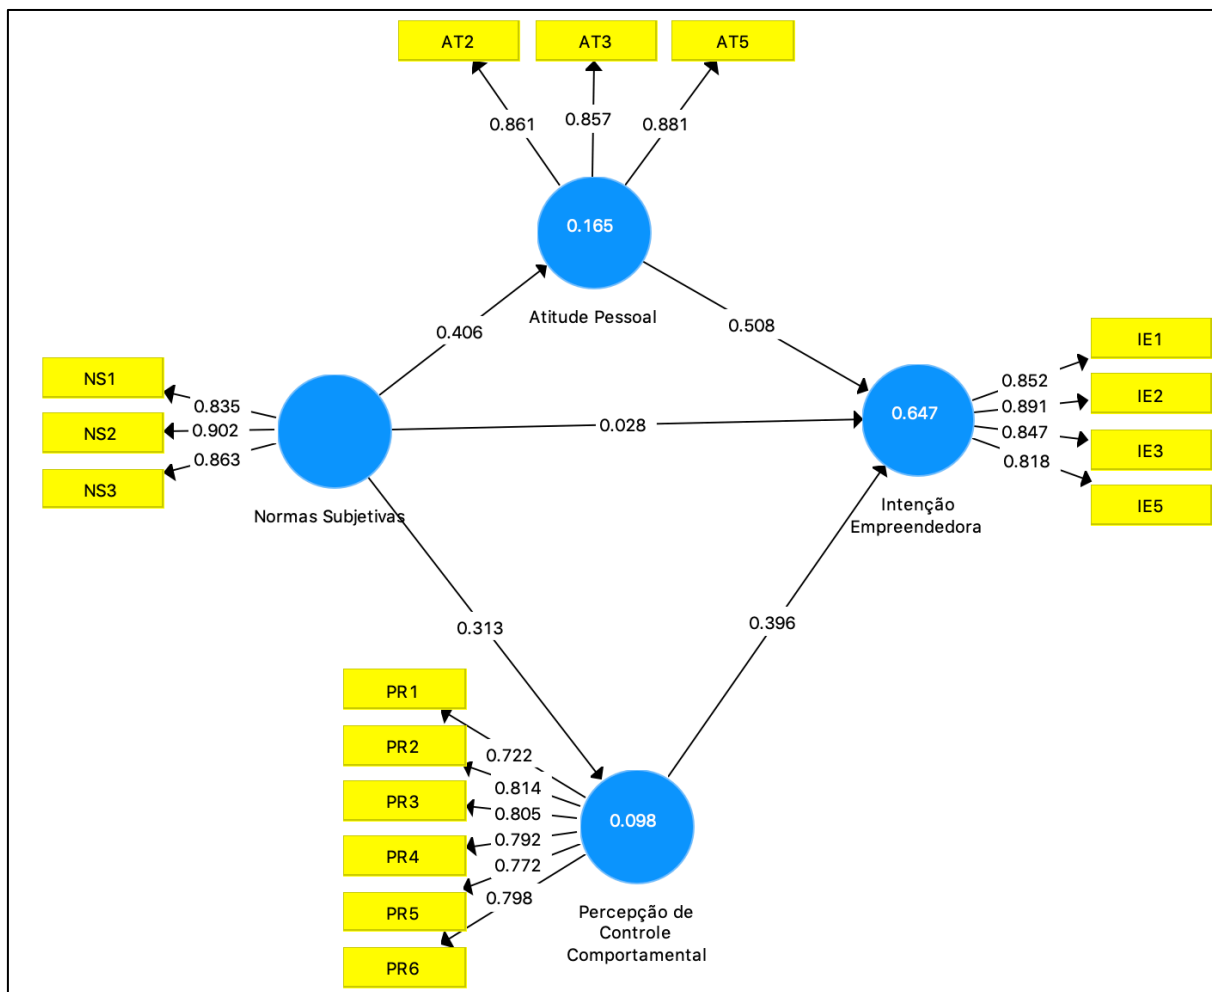 AT2
AT3
AT5
0.861
0.857
0.881
0.165
Atitude Pessoal
0.406
0.508
NS1
NS2
NS3
0.835
0.902
0.863
Normas Subjetivas
0.028
0.647
Intenção
Empreendedora
IE1
IE2
IE3
IE5
0.852
0.891
0.847
0.818
0.313
0.396
PR1
PR2
PR3
PR4
PR5
PR6
0.722
0.814
0.805
0.792
0.772
0.798
0.098
Percepção de
Controle
Comportamental